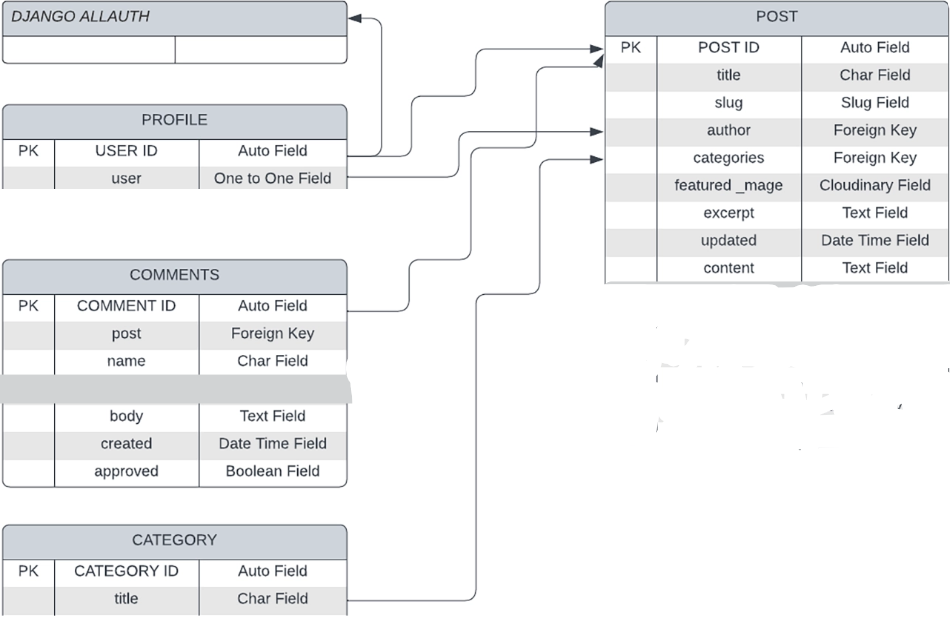 DJANGO ALLAUTH
PROFILE
PK USER ID Auto Field
user One to One Field
COMMENTS
PK COMMENT ID Auto Field
post Foreign Key
name Char Field
body Text Field
created Date Time Field
approved Boolean Field
CATEGORY
PK CATEGORY ID Auto Field
title Char Field
POST
PK POST ID Auto Field
title Char Field
slug Slug Field
author Foreign Key
categories Foreign Key
featured _mage Cloudinary Field
excerpt Text Field
updated Date Time Field
content Text Field